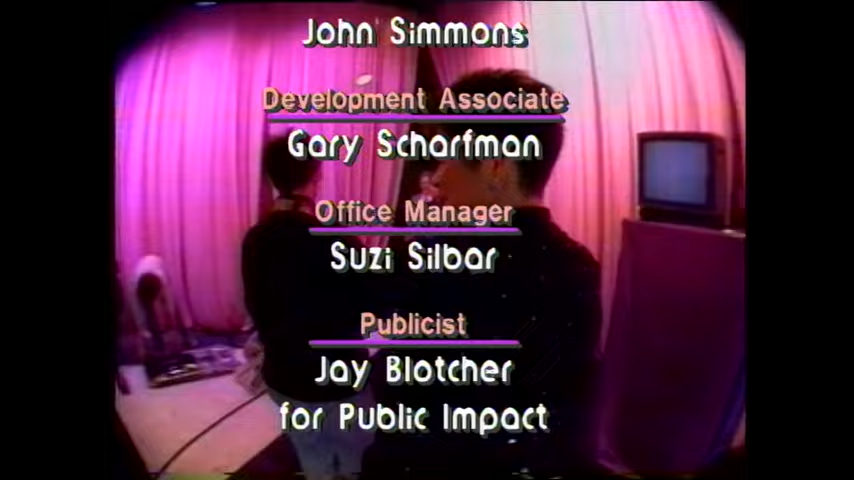 John Simmons
Development Associate
Gary Scharfman
Office Manager
Suzi Silbar
Publicist
Jay Blotcher
for Public Impact